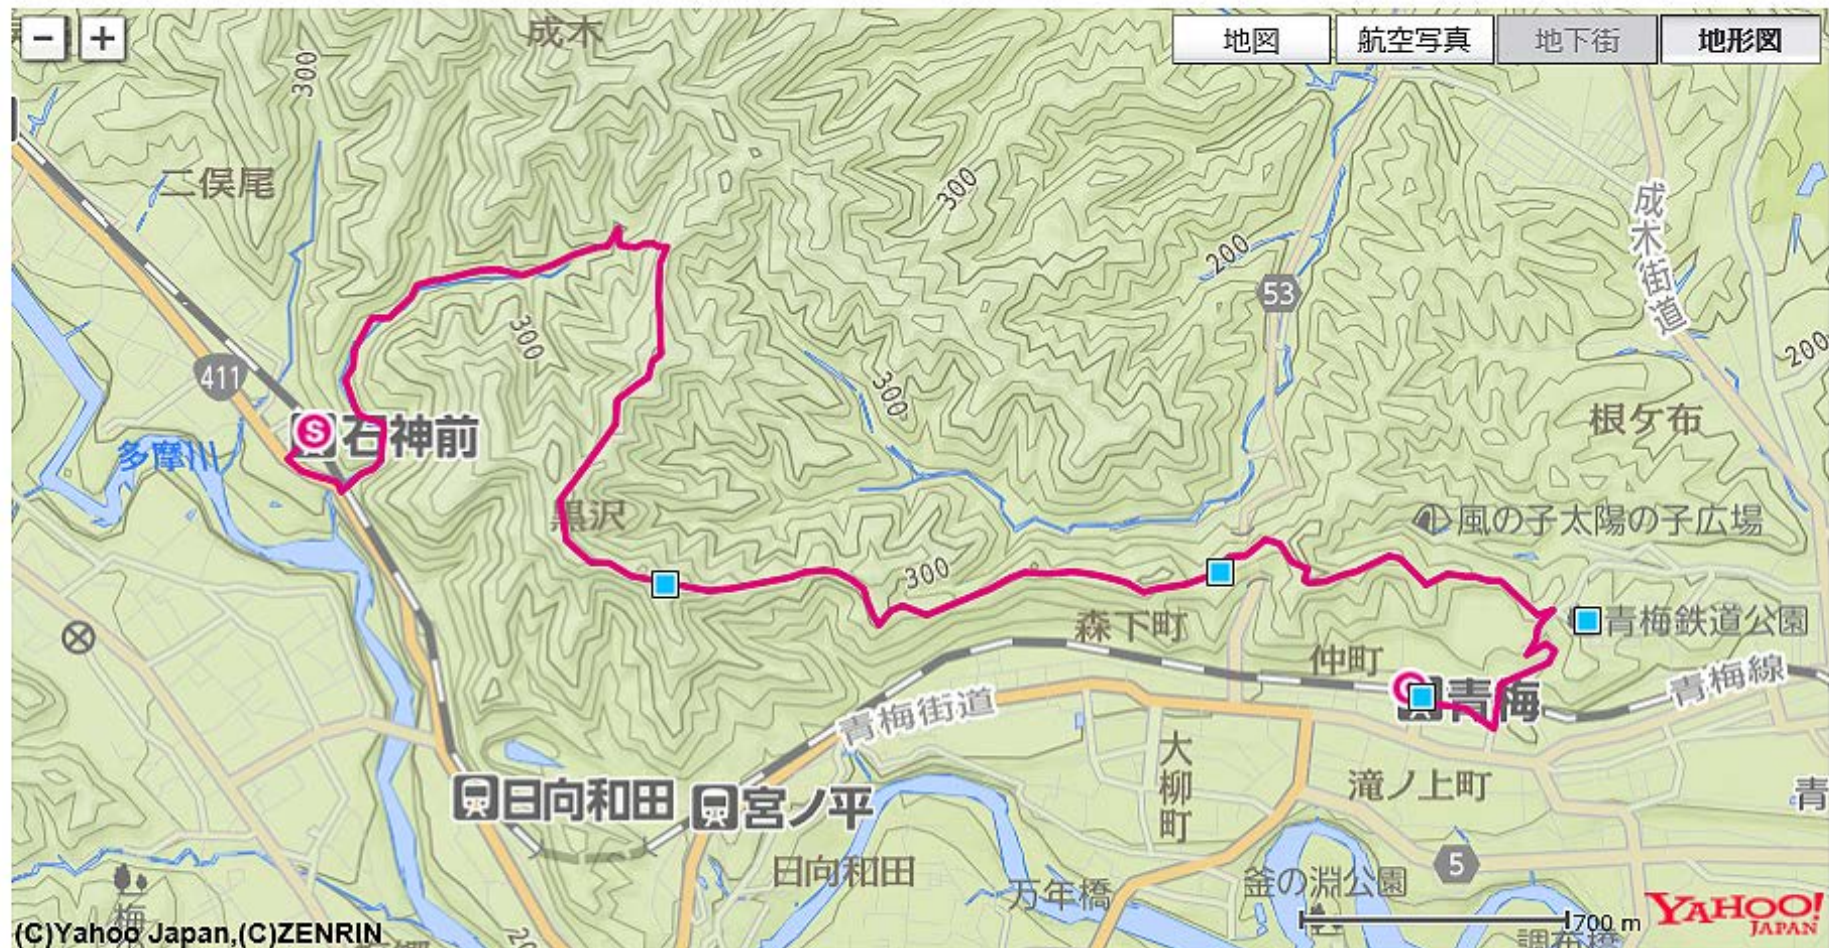 − +
成木
地図 航空写真 地下街 地形図
300
二俣尾
300
200
成木街道
53
200
300
300
411
石神前
S
多摩川
根ケ布
黒沢
風の子太陽の子広場
300
森下町
青梅鉄道公園
仲町
青梅
青梅線
青梅街道
大柳町
滝ノ上町
青
日向和田
宮ノ平
日向和田
5
釜の淵公園
万年橋
梅
700 m
YAHOO!
JAPAN
(C)Yahoo Japan,(C)ZENRIN
調布橋